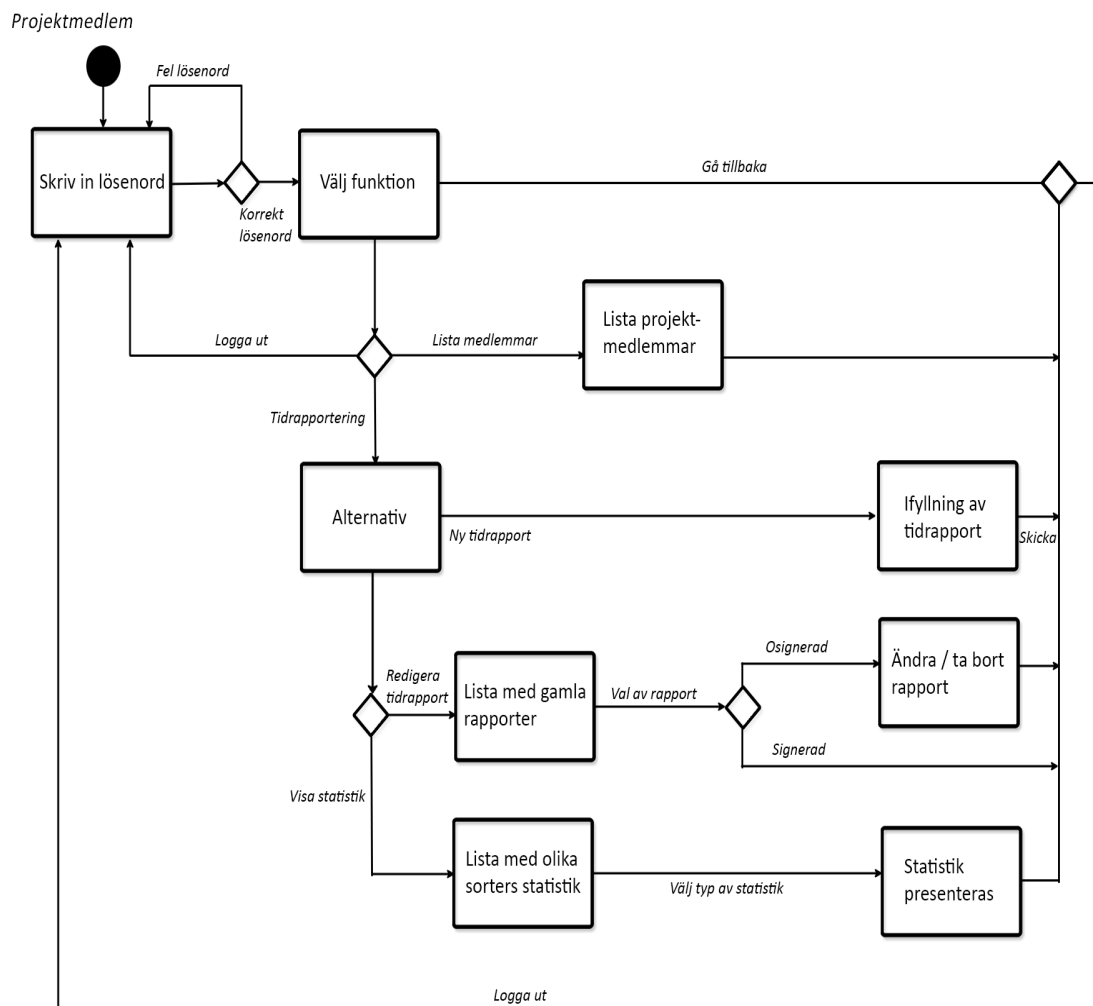 Projektmedlem
Fel lösenord
Skriv in lösenord
Korrekt
lösenord
Välj funktion
Gå tillbaka
Logga ut
Lista medlemmar
Lista projekt-
medlemmar
Tidrapportering
Alternativ
Ny tidrapport
Ifyllning av
tidrapport
Skicka
Redigera
tidrapport
Lista med gamla
rapporter
Val av rapport
Osignerad
Ändra / ta bort
rapport
Signerad
Visa statistik
Lista med olika
sorters statistik
Välj typ av statistik
Statistik
presenteras
Logga ut